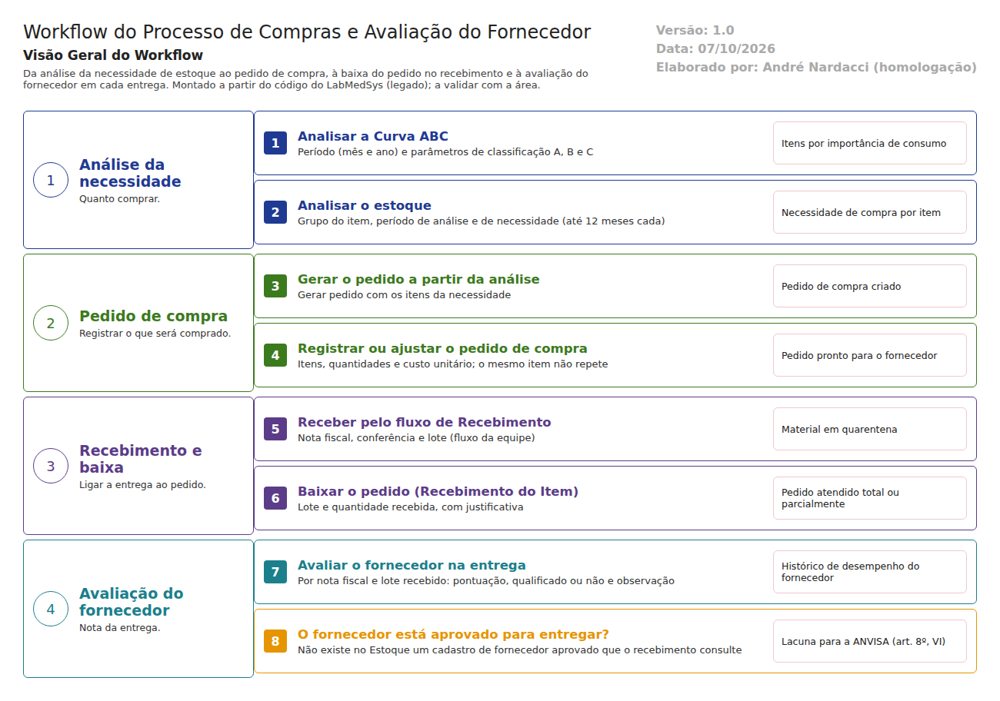 Workflow do Processo de Compras e Avaliação do Fornecedor
Visão Geral do Workflow
Da análise da necessidade de estoque ao pedido de compra, à baixa do pedido no recebimento e à avaliação do
fornecedor em cada entrega. Montado a partir do código do LabMedSys (legado); a validar com a área.
Versão: 1.0
Data: 07/10/2026
Elaborado por: André Nardacci (homologação)
1
Análise da
necessidade
Quanto comprar.
1
Analisar a Curva ABC
Período (mês e ano) e parâmetros de classificação A, B e C
Itens por importância de consumo
2
Analisar o estoque
Grupo do item, período de análise e de necessidade (até 12 meses cada)
Necessidade de compra por item
2
Pedido de compra
Registrar o que será comprado.
3
Gerar o pedido a partir da análise
Gerar pedido com os itens da necessidade
Pedido de compra criado
4
Registrar ou ajustar o pedido de compra
Itens, quantidades e custo unitário; o mesmo item não repete
Pedido pronto para o fornecedor
3
Recebimento e
baixa
Ligar a entrega ao pedido.
5
Receber pelo fluxo de Recebimento
Nota fiscal, conferência e lote (fluxo da equipe)
Material em quarentena
6
Baixar o pedido (Recebimento do Item)
Lote e quantidade recebida, com justificativa
Pedido atendido total ou
parcialmente
4
Avaliação do
fornecedor
Nota da entrega.
7
Avaliar o fornecedor na entrega
Por nota fiscal e lote recebido: pontuação, qualificado ou não e observação
Histórico de desempenho do
fornecedor
8
O fornecedor está aprovado para entregar?
Não existe no Estoque um cadastro de fornecedor aprovado que o recebimento consulte
Lacuna para a ANVISA (art. 8º, VI)